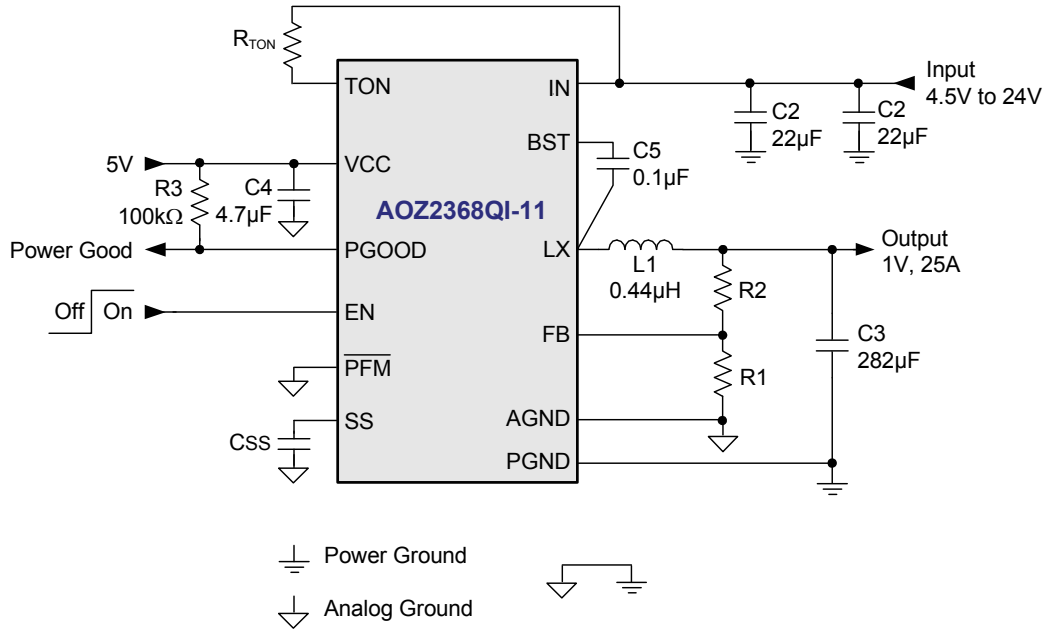 RTON
TON
IN
Input
4.5V to 24V
C2
22µF
C2
22µF
BST
C5
0.1µF
5V
VCC
R3
100kΩ
C4
4.7µF
AOZ2368QI-11
Power Good
PGOOD
LX
L1
0.44µH
Output
1V, 25A
R2
Off
On
EN
FB
C3
282µF
PFM
R1
SS
CSS
AGND
PGND
Power Ground
Analog Ground